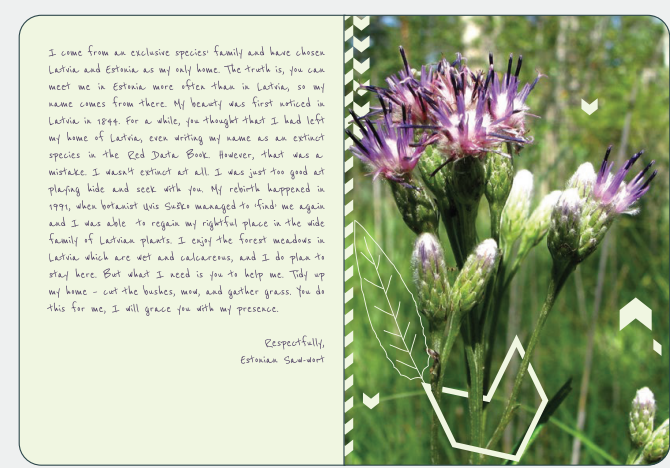 I come from an exclusive species' family and have chosen
Latvia and Estonia as my only home. The truth is, you can
meet me in Estonia more often than in Latvia, so my
name comes from there. My beauty was first noticed in
Latvia in 1844. For a while, you thought that I had left
my home of Latvia, even writing my name as an extinct
species in the Red Data Book. However, that was a
mistake. I wasn't extinct at all. I was just too good at
playing hide and seek with you. My rebirth happened in
1991, when botanist Uvis Suško managed to 'find' me again
and I was able to regain my rightful place in the wide
family of Latvian plants. I enjoy the forest meadows in
Latvia which are wet and calcareous, and I do plan to
stay here. But what I need is you to help me. Tidy up
my home – cut the bushes, mow, and gather grass. You do
this for me, I will grace you with my presence.
Respectfully,
Estonian Saw-wort